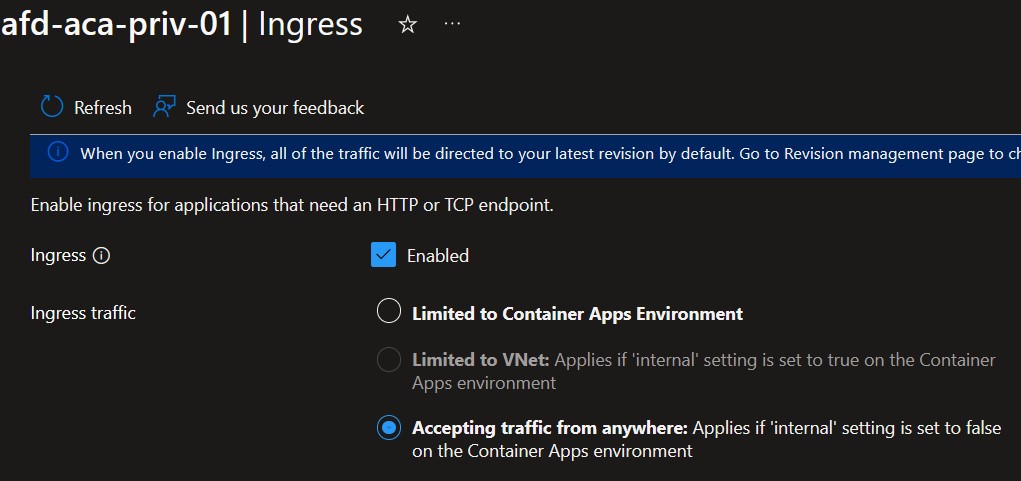 afd-aca-priv-01 | Ingress
Refresh
Send us your feedback
When you enable Ingress, all of the traffic will be directed to your latest revision by default. Go to Revision management page to
Enable ingress for applications that need an HTTP or TCP endpoint.
Ingress
Enabled
Ingress traffic
Limited to Container Apps Environment
Limited to VNet: Applies if 'internal' setting is set to true on the Container
Apps environment
Accepting traffic from anywhere: Applies if 'internal' setting is set to false
on the Container Apps environment